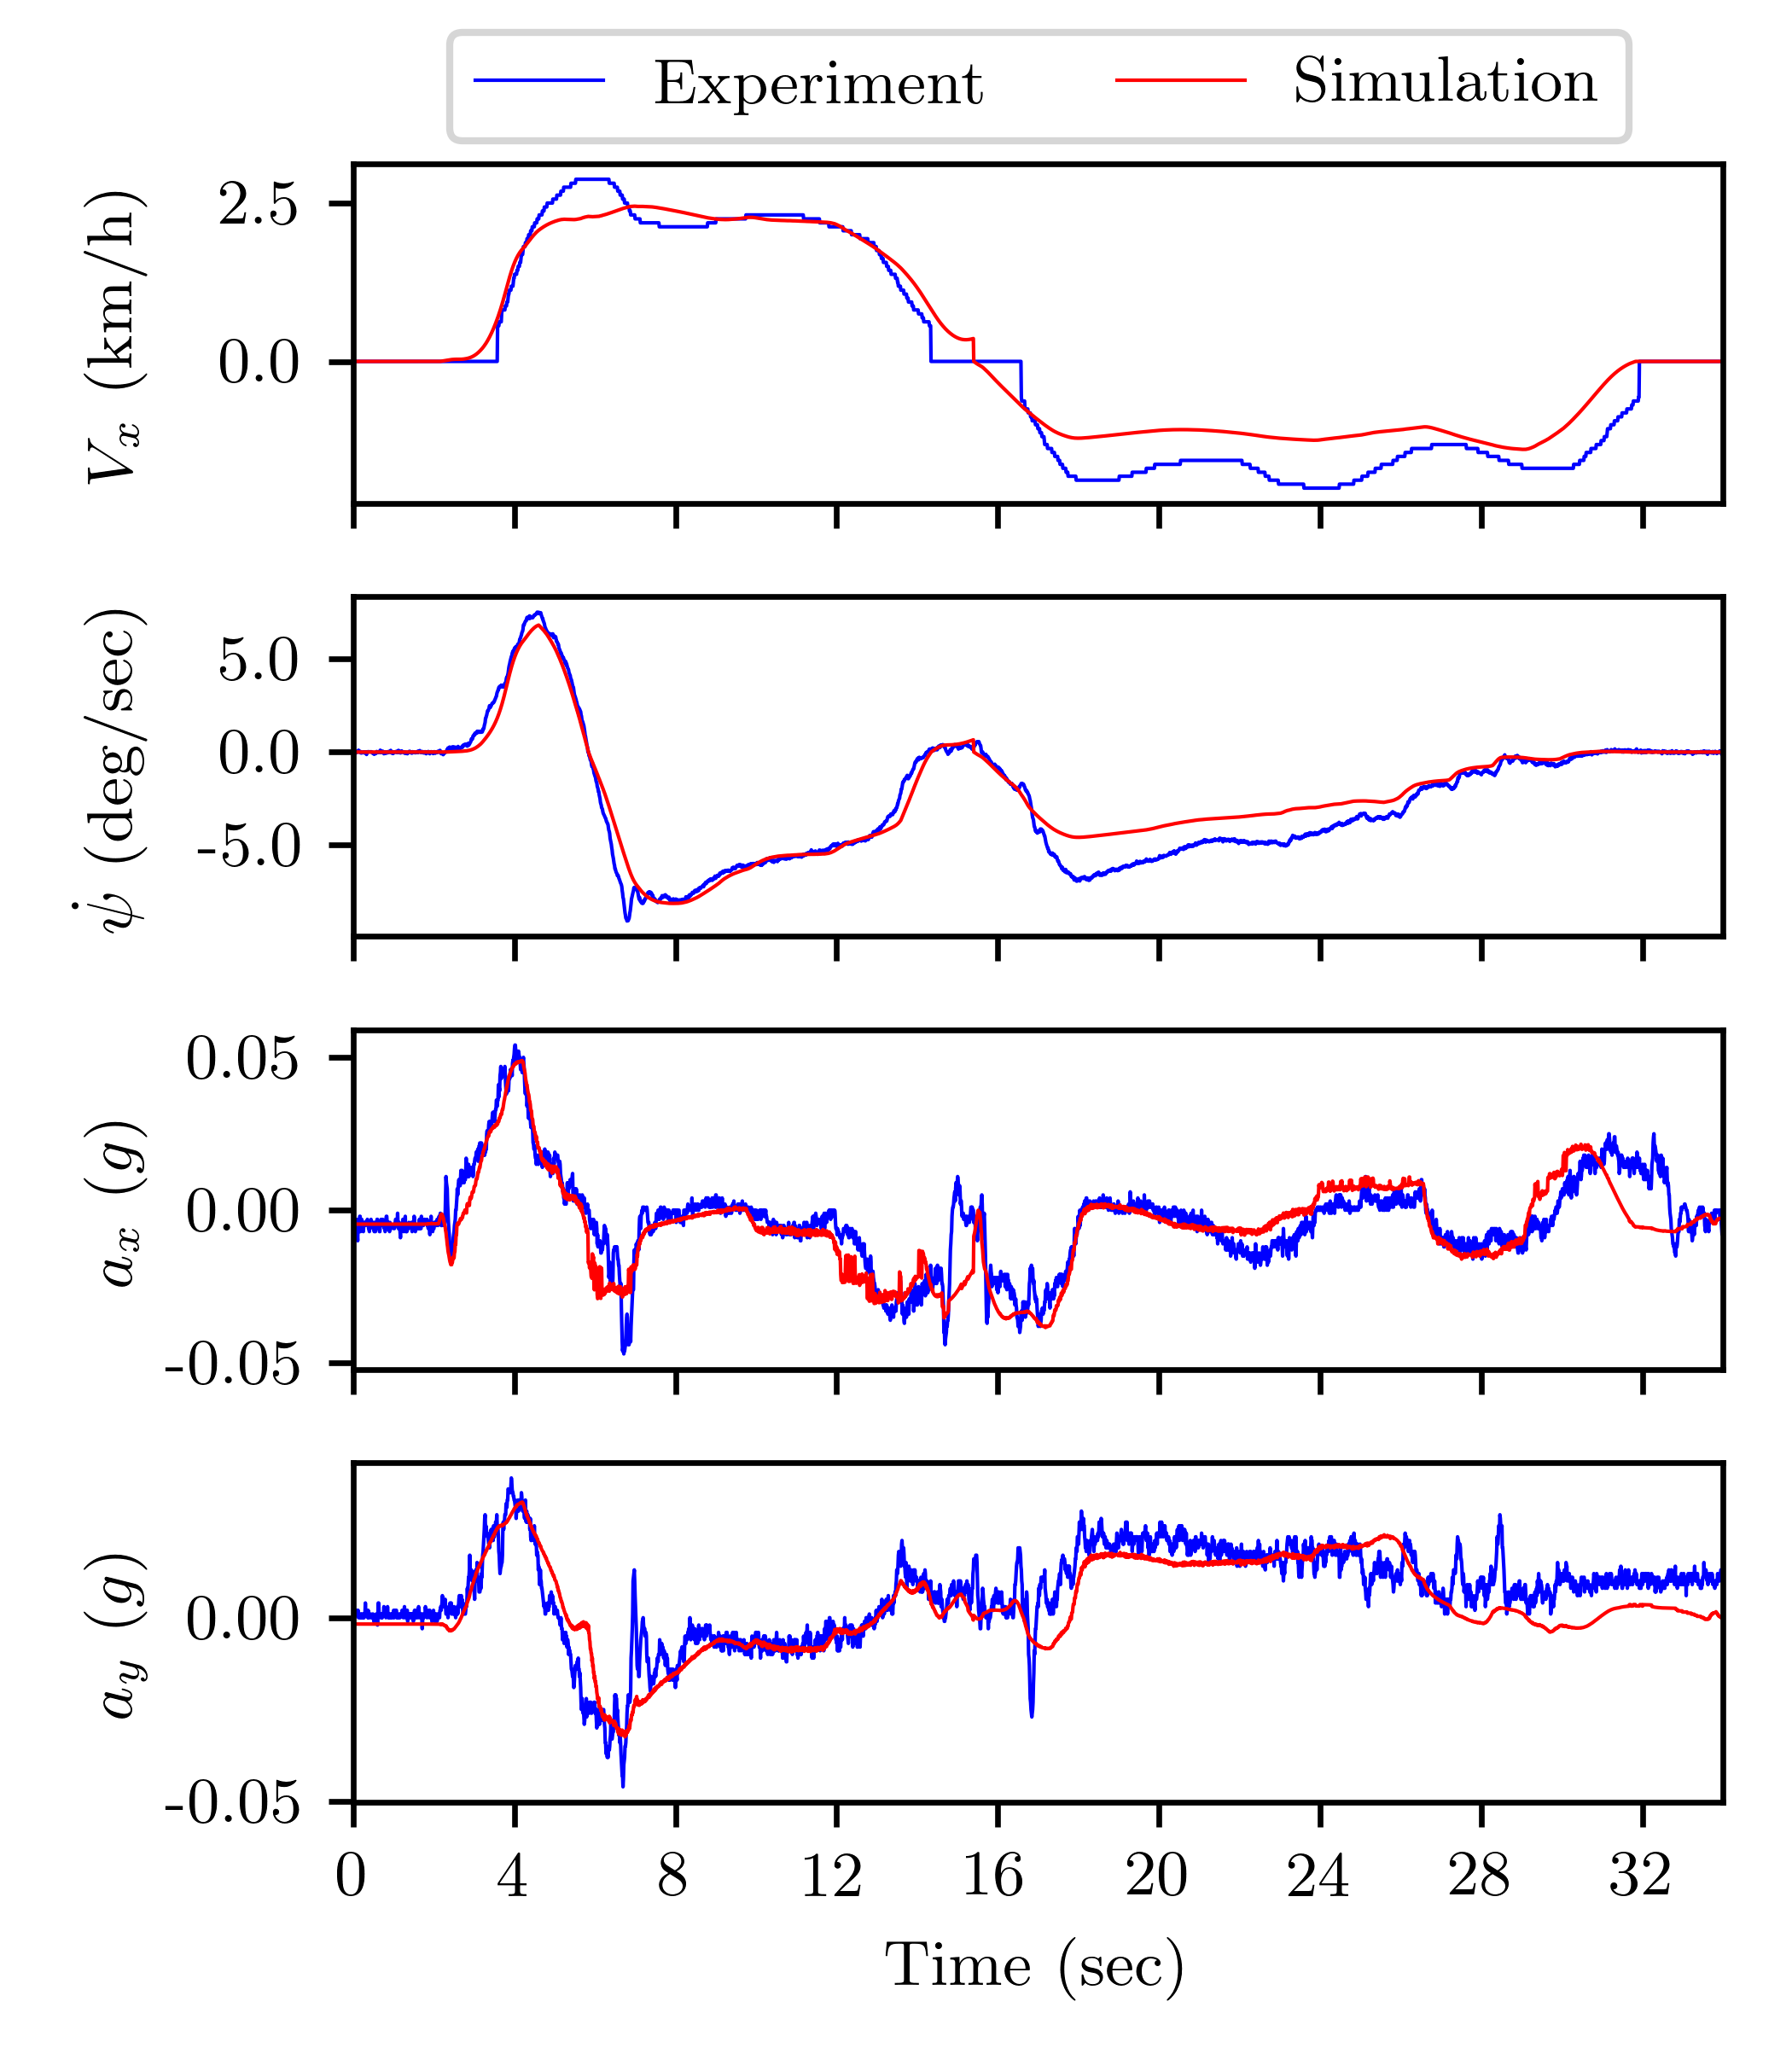 Experiment Simulation
V_x (km/h)
2.5
0.0
ψ̇ (deg/sec)
5.0
0.0
-5.0
a_x (g)
0.05
0.00
-0.05
a_y (g)
0.00
-0.05
0 4 8 12 16 20 24 28 32
Time (sec)